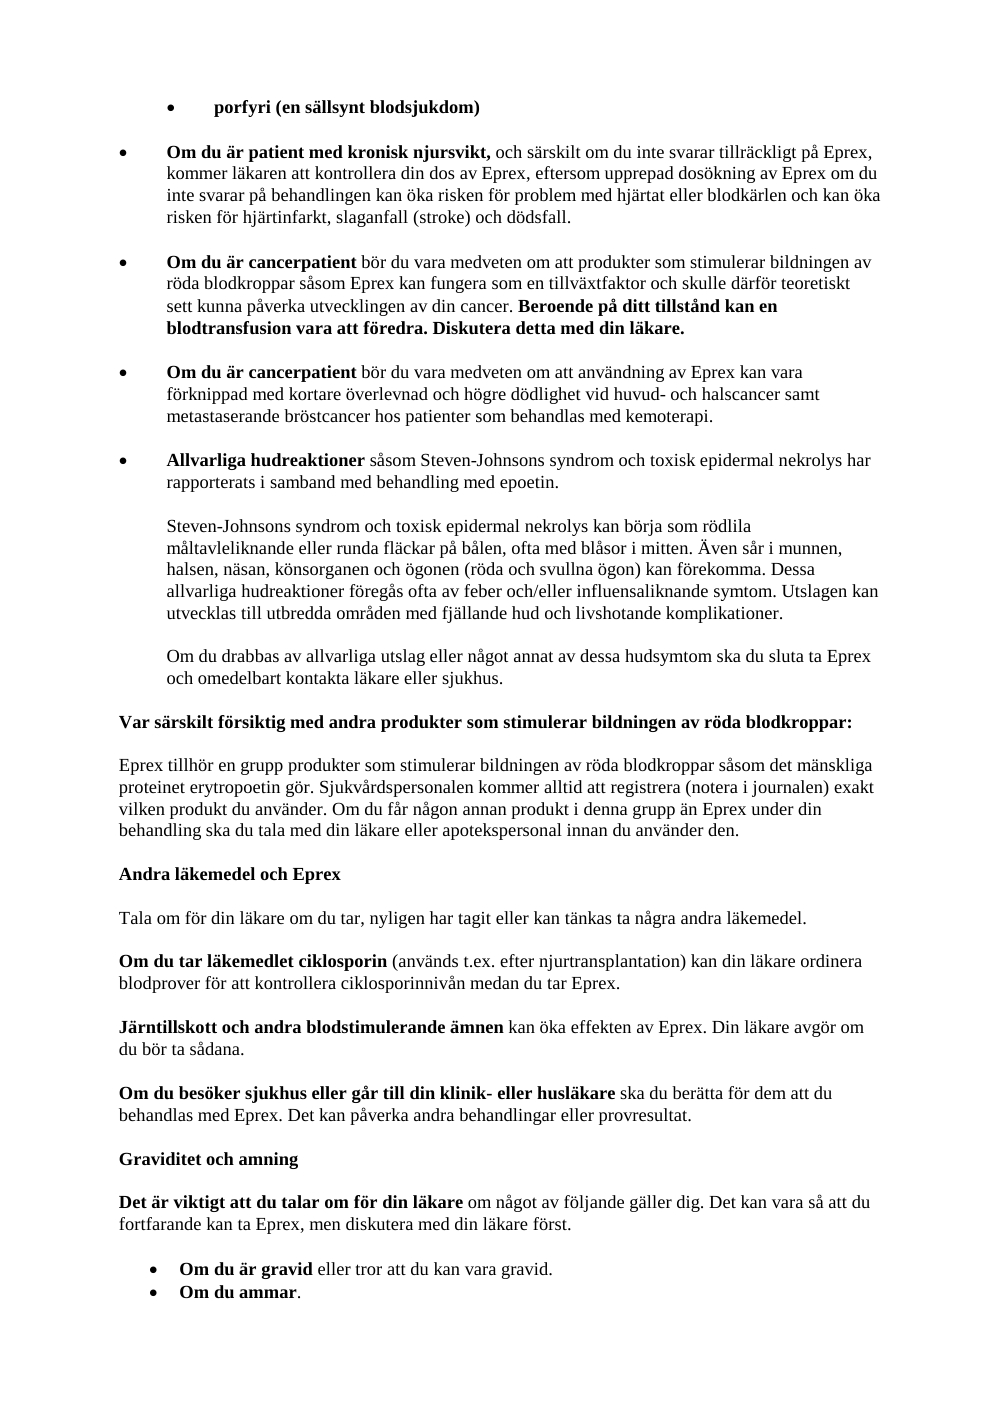 • porfyri (en sällsynt blodsjukdom)
• Om du är patient med kronisk njursvikt, och särskilt om du inte svarar tillräckligt på Eprex,
kommer läkaren att kontrollera din dos av Eprex, eftersom upprepad dosökning av Eprex om du
inte svarar på behandlingen kan öka risken för problem med hjärtat eller blodkärlen och kan öka
risken för hjärtinfarkt, slaganfall (stroke) och dödsfall.
• Om du är cancerpatient bör du vara medveten om att produkter som stimulerar bildningen av
röda blodkroppar såsom Eprex kan fungera som en tillväxtfaktor och skulle därför teoretiskt
sett kunna påverka utvecklingen av din cancer. Beroende på ditt tillstånd kan en
blodtransfusion vara att föredra. Diskutera detta med din läkare.
• Om du är cancerpatient bör du vara medveten om att användning av Eprex kan vara
förknippad med kortare överlevnad och högre dödlighet vid huvud- och halscancer samt
metastaserande bröstcancer hos patienter som behandlas med kemoterapi.
• Allvarliga hudreaktioner såsom Steven-Johnsons syndrom och toxisk epidermal nekrolys har
rapporterats i samband med behandling med epoetin.
Steven-Johnsons syndrom och toxisk epidermal nekrolys kan börja som rödlila
måltavleliknande eller runda fläckar på bålen, ofta med blåsor i mitten. Även sår i munnen,
halsen, näsan, könsorganen och ögonen (röda och svullna ögon) kan förekomma. Dessa
allvarliga hudreaktioner föregås ofta av feber och/eller influensaliknande symtom. Utslagen kan
utvecklas till utbredda områden med fjällande hud och livshotande komplikationer.
Om du drabbas av allvarliga utslag eller något annat av dessa hudsymtom ska du sluta ta Eprex
och omedelbart kontakta läkare eller sjukhus.
Var särskilt försiktig med andra produkter som stimulerar bildningen av röda blodkroppar:
Eprex tillhör en grupp produkter som stimulerar bildningen av röda blodkroppar såsom det mänskliga
proteinet erytropoetin gör. Sjukvårdspersonalen kommer alltid att registrera (notera i journalen) exakt
vilken produkt du använder. Om du får någon annan produkt i denna grupp än Eprex under din
behandling ska du tala med din läkare eller apotekspersonal innan du använder den.
Andra läkemedel och Eprex
Tala om för din läkare om du tar, nyligen har tagit eller kan tänkas ta några andra läkemedel.
Om du tar läkemedlet ciklosporin (används t.ex. efter njurtransplantation) kan din läkare ordinera
blodprover för att kontrollera ciklosporinnivån medan du tar Eprex.
Järntillskott och andra blodstimulerande ämnen kan öka effekten av Eprex. Din läkare avgör om
du bör ta sådana.
Om du besöker sjukhus eller går till din klinik- eller husläkare ska du berätta för dem att du
behandlas med Eprex. Det kan påverka andra behandlingar eller provresultat.
Graviditet och amning
Det är viktigt att du talar om för din läkare om något av följande gäller dig. Det kan vara så att du
fortfarande kan ta Eprex, men diskutera med din läkare först.
• Om du är gravid eller tror att du kan vara gravid.
• Om du ammar.